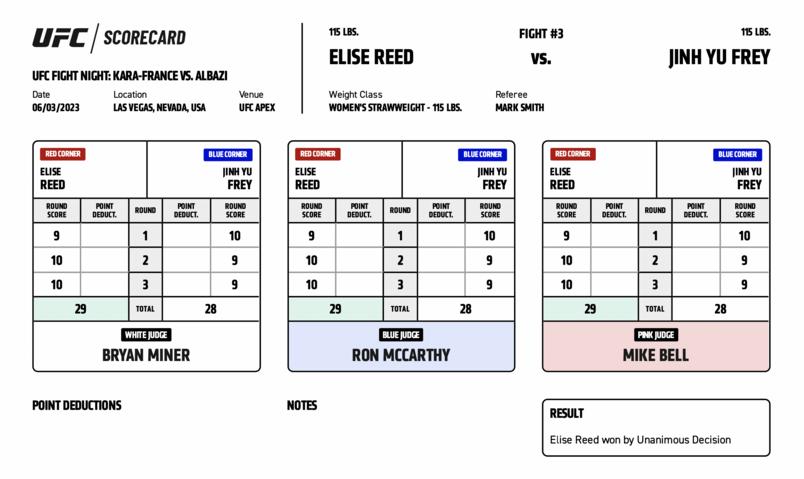 UFC / SCORECARD
UFC FIGHT NIGHT: KARA-FRANCE VS. ALBAZI
Date Location Venue
06/03/2023 LAS VEGAS, NEVADA, USA UFC APEX
115 LBS. FIGHT #3 115 LBS.
ELISE REED VS. JINH YU FREY
Weight Class Referee
WOMEN'S STRAWWEIGHT - 115 LBS. MARK SMITH
RED CORNER BLUE CORNER
ELISE JINH YU
REED FREY
ROUND SCORE POINT DEDUCT. ROUND POINT DEDUCT. ROUND SCORE
9 1 10
10 2 9
10 3 9
29 TOTAL 28
WHITE JUDGE
BRYAN MINER
RED CORNER BLUE CORNER
ELISE JINH YU
REED FREY
ROUND SCORE POINT DEDUCT. ROUND POINT DEDUCT. ROUND SCORE
9 1 10
10 2 9
10 3 9
29 TOTAL 28
BLUE JUDGE
RON MCCARTHY
RED CORNER BLUE CORNER
ELISE JINH YU
REED FREY
ROUND SCORE POINT DEDUCT. ROUND POINT DEDUCT. ROUND SCORE
9 1 10
10 2 9
10 3 9
29 TOTAL 28
PINK JUDGE
MIKE BELL
POINT DEDUCTIONS
NOTES
RESULT
Elise Reed won by Unanimous Decision